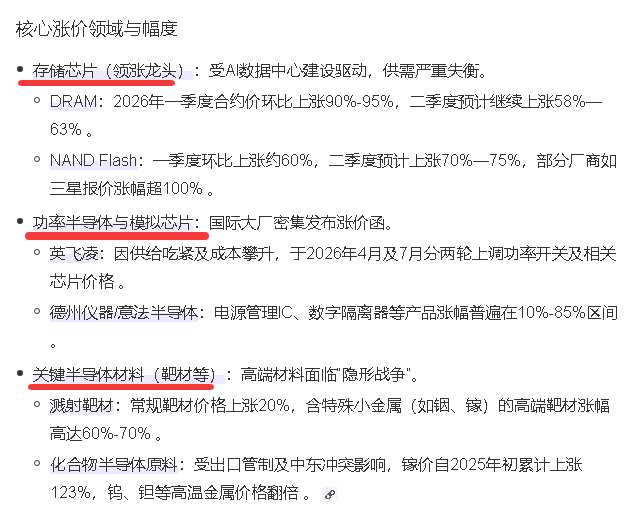 核心涨价领域与幅度
存储芯片（领涨龙头）：受AI数据中心建设驱动，供需严重失衡。
DRAM：2026年一季度合约价环比上涨90%-95%，二季度预计继续上涨58%—
63% 。
NAND Flash：一季度环比上涨约60%，二季度预计上涨70%—75%，部分厂商如
三星报价涨幅超100% 。
功率半导体与模拟芯片：国际大厂密集发布涨价函。
英飞凌：因供给吃紧及成本攀升，于2026年4月及7月分两轮上调功率开关及相关
芯片价格 。
德州仪器/意法半导体：电源管理IC、数字隔离器等产品涨幅普遍在10%-85%区间
。
关键半导体材料（靶材等）：高端材料面临“隐形战争”。
溅射靶材：常规靶材价格上涨20%，含特殊小金属（如铟、镓）的高端靶材涨幅
高达60%-70% 。
化合物半导体原料：受出口管制及中东冲突影响，镓价自2025年初累计上涨
123%，钨、钽等高温金属价格翻倍 。